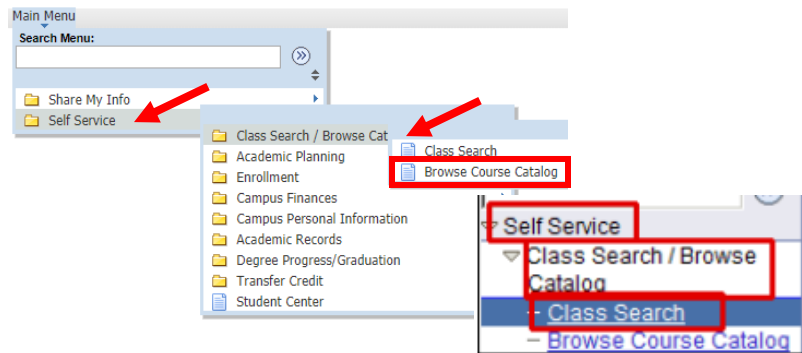 Main Menu
Search Menu:
Share My Info
Self Service
Class Search / Browse Cat
Academic Planning
Enrollment
Campus Finances
Campus Personal Information
Academic Records
Degree Progress/Graduation
Transfer Credit
Student Center
Class Search
Browse Course Catalog
Self Service
Class Search / Browse
Catalog
Class Search
Browse Course Catalog